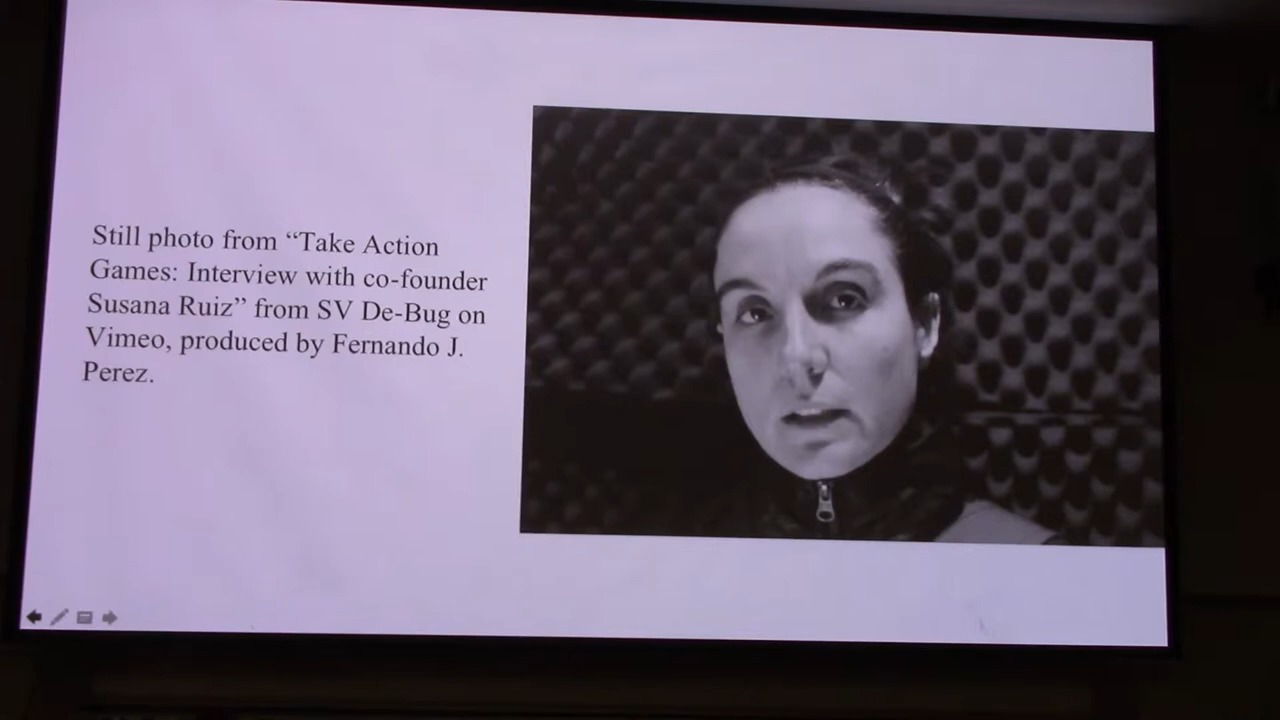 Still photo from “Take Action
Games: Interview with co-founder
Susana Ruiz” from SV De-Bug on
Vimeo, produced by Fernando J.
Perez.